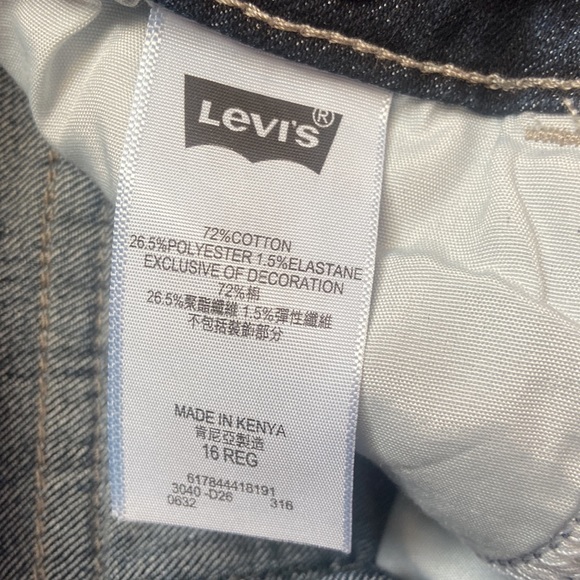 Levi's®
72%COTTON
26.5%POLYESTER 1.5%ELASTANE
EXCLUSIVE OF DECORATION
72%棉
26.5%聚酯纖維 1.5%彈性纖維
不包括裝飾部分
MADE IN KENYA
肯尼亞製造
16 REG
617844418191
3040 -D26 316
0632